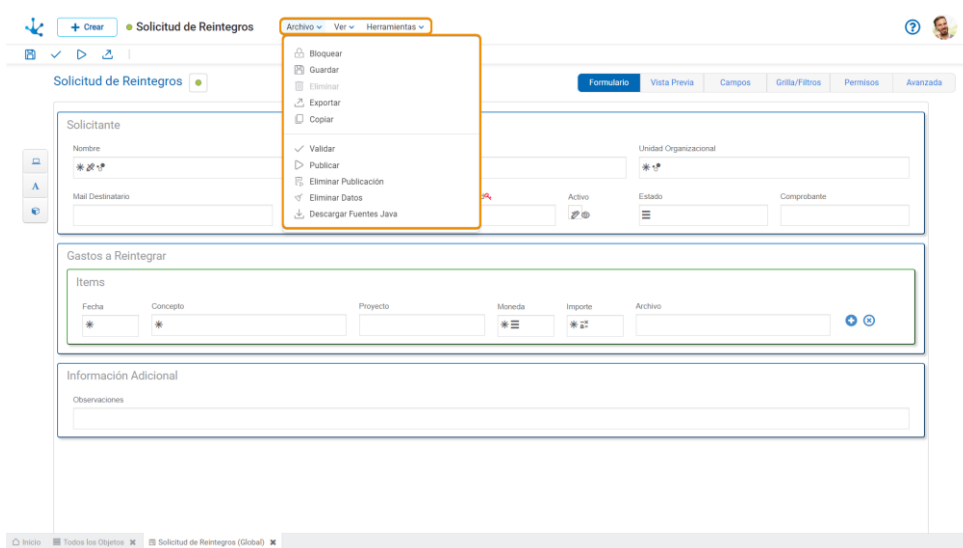 Crear
Solicitud de Reintegros
Archivo Ver Herramientas
Bloquear
Guardar
Eliminar
Exportar
Copiar
Validar
Publicar
Eliminar Publicación
Eliminar Datos
Descargar Fuentes Java
Solicitud de Reintegros
Formulario Vista Previa Campos Grilla/Filtros Permisos Avanzada
Solicitante
Nombre Unidad Organizacional
A
Mail Destinatario Activo Estado Comprobante
Gastos a Reintegrar
Items
Fecha Concepto Proyecto Moneda Importe Archivo
Información Adicional
Observaciones
Inicio Todos los Objetos Solicitud de Reintegros (Global)